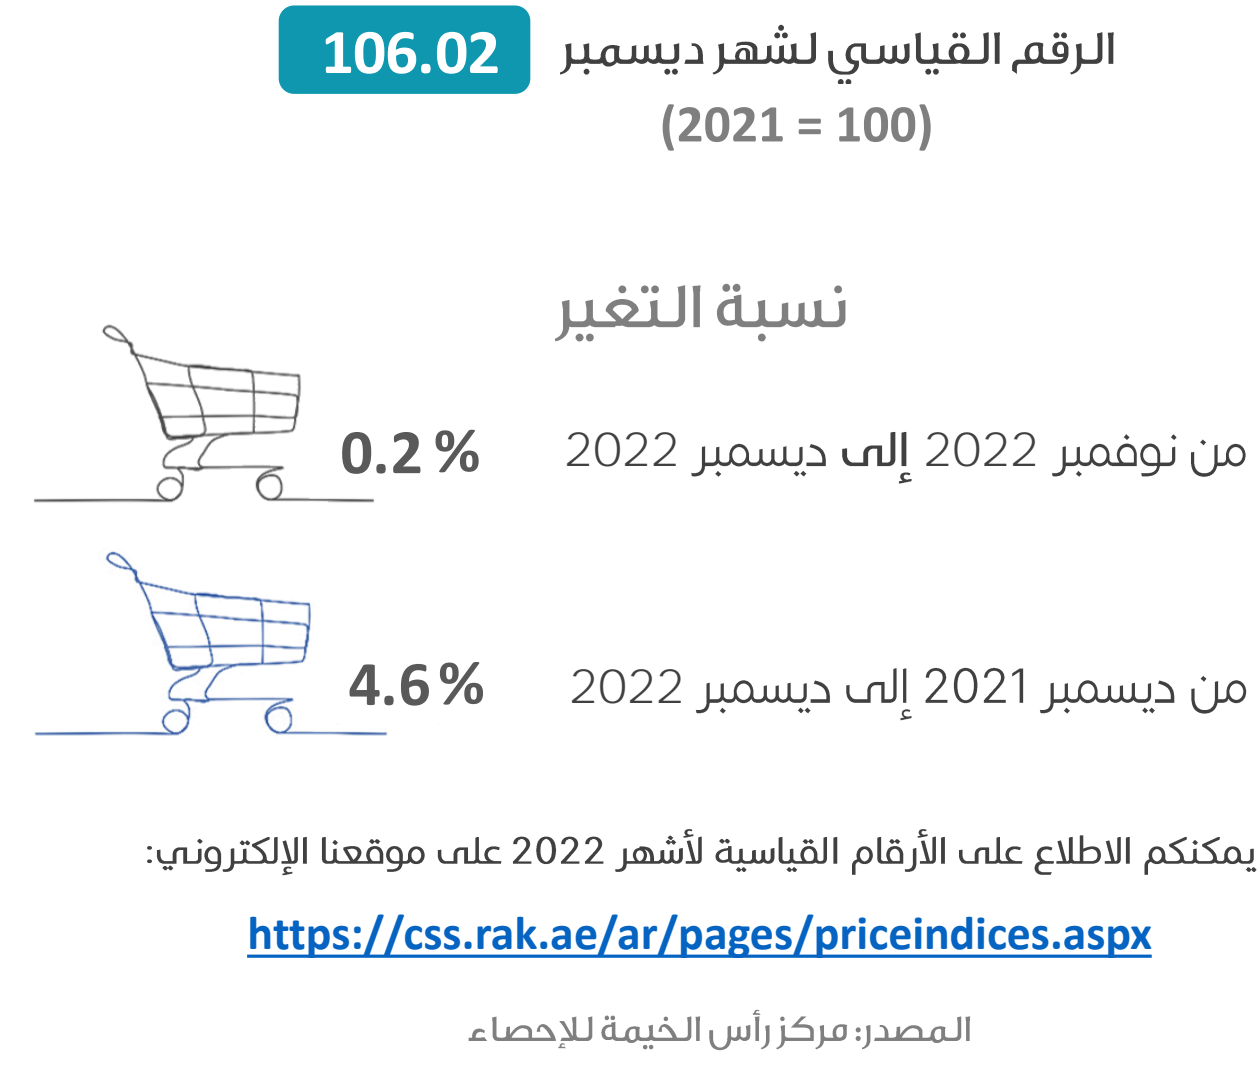 الرقم القياسي لشهر ديسمبر 106.02
(2021 = 100)
نسبة التغير
من نوفمبر 2022 إلى ديسمبر 2022 0.2 %
من ديسمبر 2021 إلى ديسمبر 2022 4.6 %
يمكنكم الاطلاع على الأرقام القياسية لأشهر 2022 على موقعنا الإلكتروني:
https://css.rak.ae/ar/pages/priceindices.aspx
المصدر: مركز رأس الخيمة للإحصاء